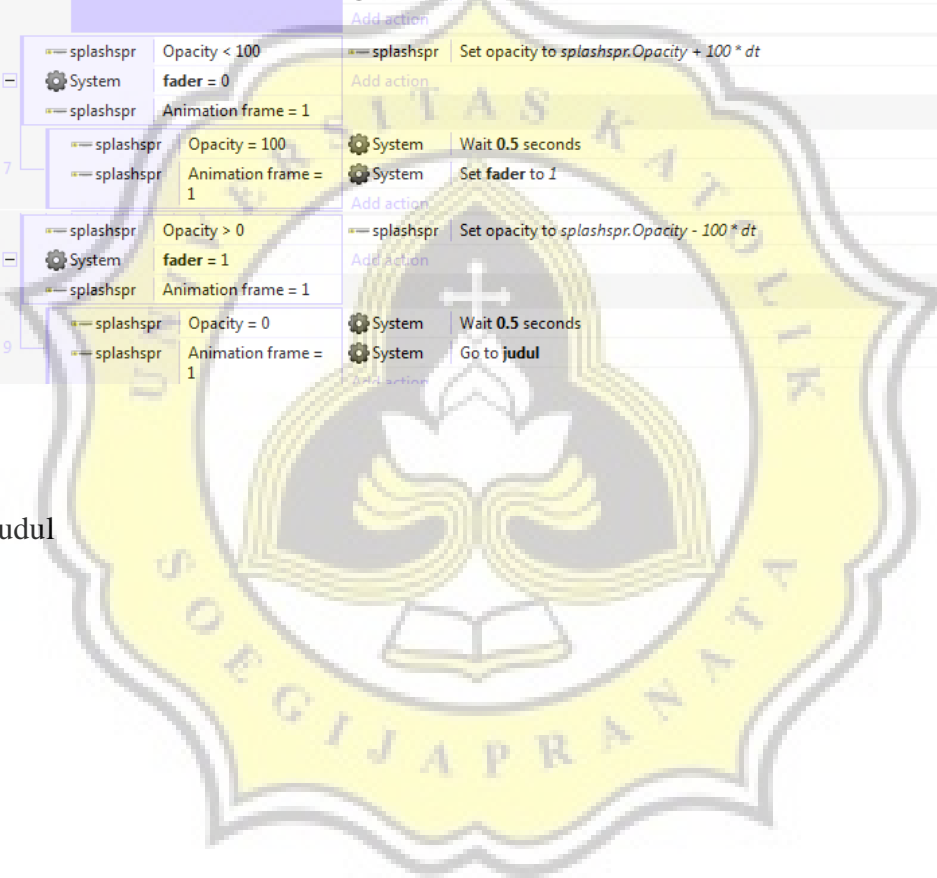 Add action
splashspr Opacity < 100 splashspr Set opacity to splashspr.Opacity + 100 * dt
System fader = 0 Add action
splashspr Animation frame = 1
splashspr Opacity = 100 System Wait 0.5 seconds
7 splashspr Animation frame = 1 System Set fader to 1
Add action
splashspr Opacity > 0 splashspr Set opacity to splashspr.Opacity - 100 * dt
System fader = 1 Add action
splashspr Animation frame = 1
splashspr Opacity = 0 System Wait 0.5 seconds
9 splashspr Animation frame = 1 System Go to judul
Add action
udul
UNIVERSITAS KATOLIK
SOEGIJAPRANATA